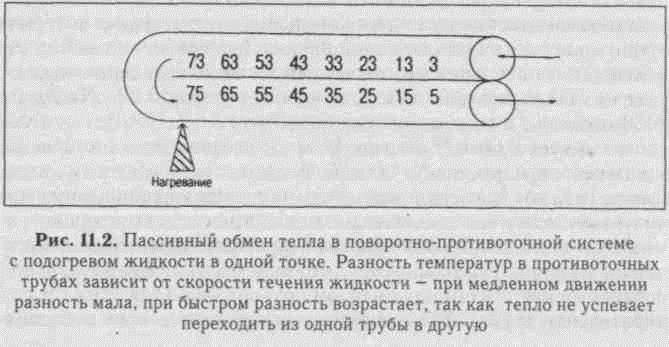 73 63 53 43 33 23 13 3
75 65 55 45 35 25 15 5
Нагревание
Рис. 11.2. Пассивный обмен тепла в поворотно-противоточной системе
с подогревом жидкости в одной точке. Разность температур в противоточных
трубах зависит от скорости течения жидкости – при медленном движении
разность мала, при быстром разность возрастает, так как тепло не успевает
переходить из одной трубы в другую